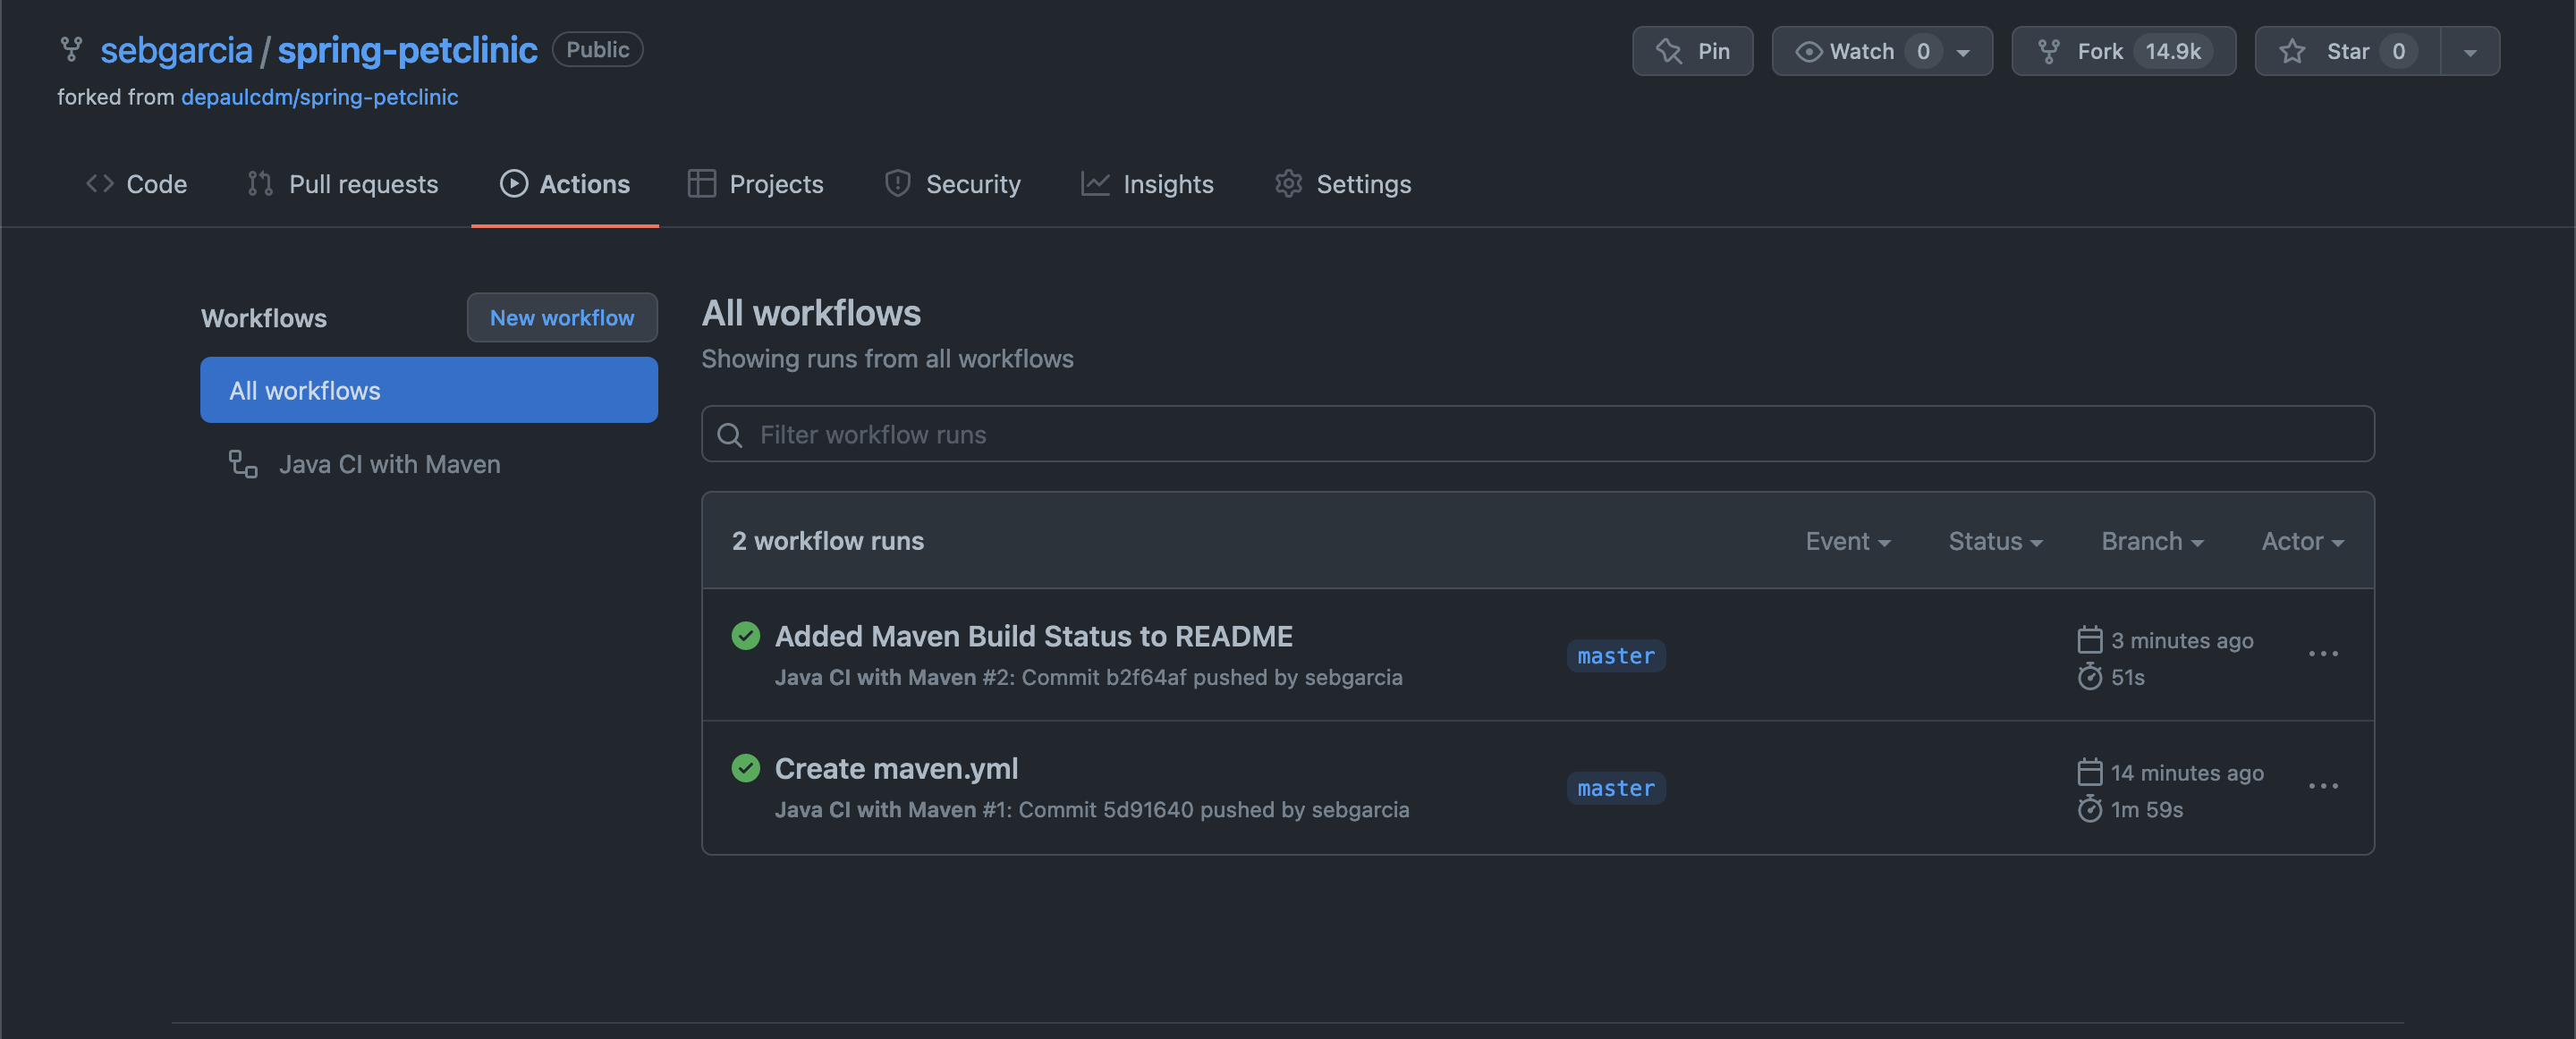 sebgarcia / spring-petclinic Public
Pin
Watch 0
Fork 14.9k
Star 0
forked from depaulcdm/spring-petclinic
Code
Pull requests
Actions
Projects
Security
Insights
Settings
Workflows
New workflow
All workflows
Java CI with Maven
All workflows
Showing runs from all workflows
Filter workflow runs
2 workflow runs
Event
Status
Branch
Actor
Added Maven Build Status to README
Java CI with Maven #2: Commit b2f64af pushed by sebgarcia
master
3 minutes ago
51s
Create maven.yml
Java CI with Maven #1: Commit 5d91640 pushed by sebgarcia
master
14 minutes ago
1m 59s